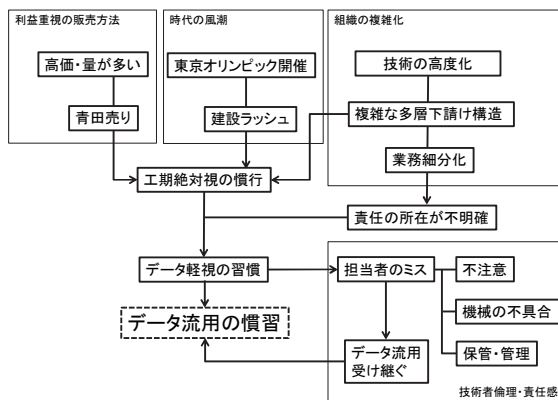 利益重視の販売方法
高価・量が多い
青田売り
時代の風潮
東京オリンピック開催
建設ラッシュ
組織の複雑化
技術の高度化
複雑な多層下請け構造
業務細分化
工期絶対視の慣行
責任の所在が不明確
データ軽視の習慣
担当者のミス
不注意
機械の不具合
保管・管理
データ流用の慣習
データ流用
受け継ぐ
技術者倫理・責任感